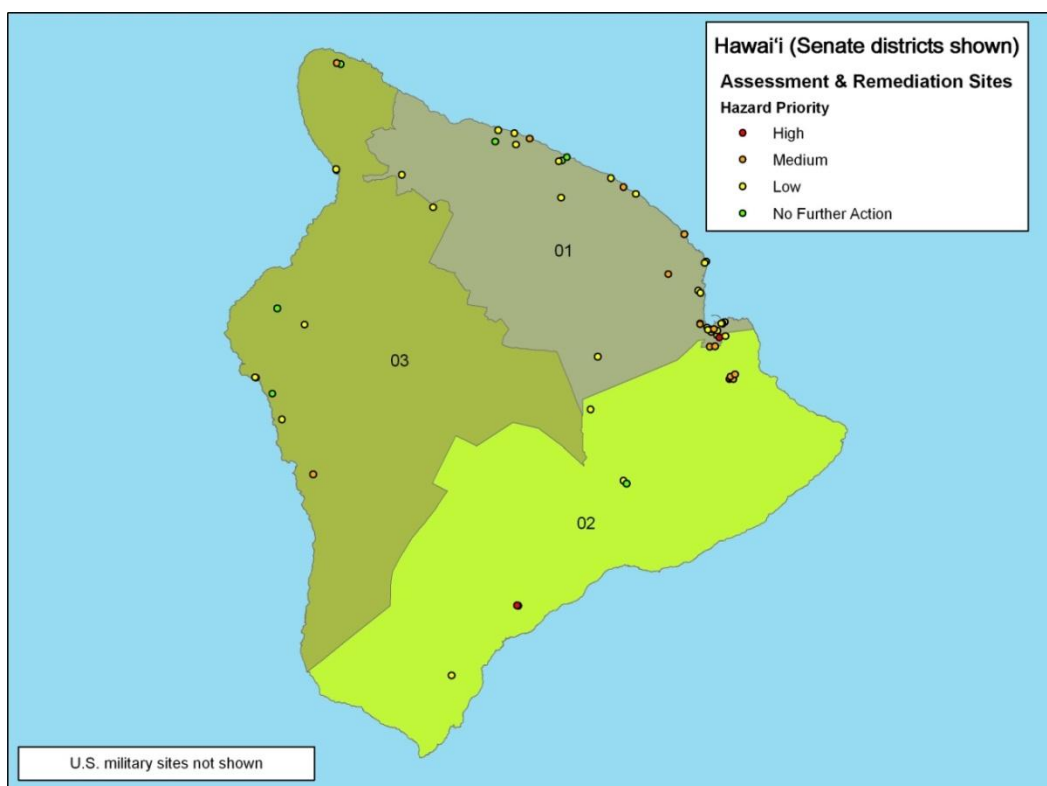 Hawai‘i (Senate districts shown)
Assessment & Remediation Sites
Hazard Priority
High
Medium
Low
No Further Action
01
03
02
U.S. military sites not shown